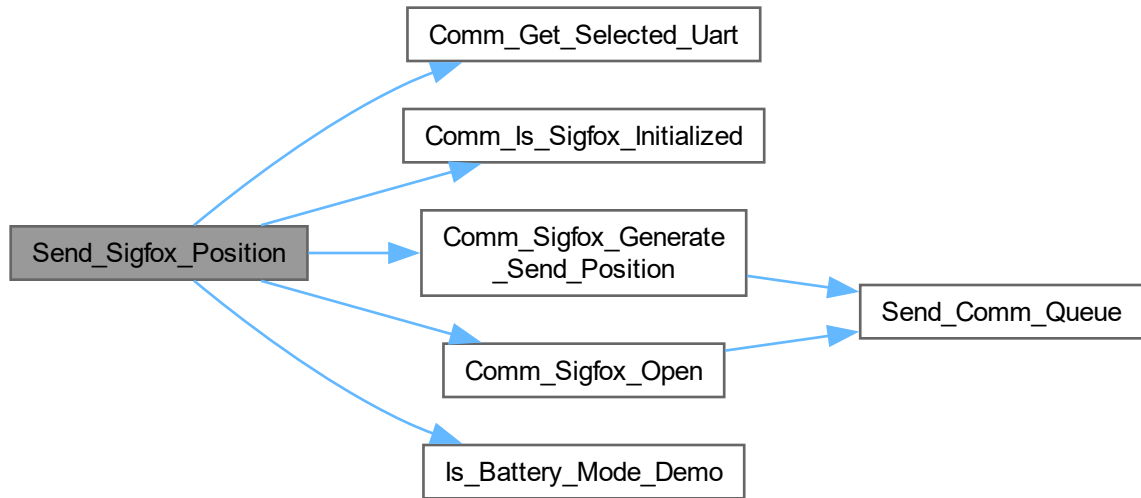 Comm_Get_Selected_Uart
Comm_Is_Sigfox_Initialized
Send_Sigfox_Position
Comm_Sigfox_Generate
_Send_Position
Send_Comm_Queue
Comm_Sigfox_Open
Is_Battery_Mode_Demo